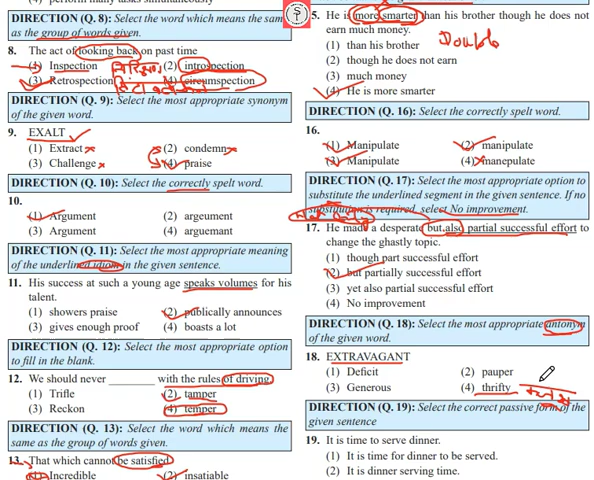 (4) perform many tasks simultaneously
DIRECTION (Q. 8): Select the word which means the same
as the group of words given.
8. The act of looking back on past time
(1) Inspection (2) introspection
(3) Retrospection (4) circumspection
DIRECTION (Q. 9): Select the most appropriate synonym
of the given word.
9. EXALT
(1) Extract (2) condemn
(3) Challenge (4) praise
DIRECTION (Q. 10): Select the correctly spelt word.
10.
(1) Argument (2) argeument
(3) Argument (4) arguemant
DIRECTION (Q. 11): Select the most appropriate meaning
of the underlined idiom in the given sentence.
11. His success at such a young age speaks volumes for his
talent.
(1) showers praise (2) publically announces
(3) gives enough proof (4) boasts a lot
DIRECTION (Q. 12): Select the most appropriate option
to fill in the blank.
12. We should never ________ with the rules of driving.
(1) Trifle (2) tamper
(3) Reckon (4) temper
DIRECTION (Q. 13): Select the word which means the
same as the group of words given.
13. That which cannot be satisfied
(1) Incredible (2) insatiable
5. He is more smarter than his brother though he does not
earn much money.
Double
(1) than his brother
(2) though he does not earn
(3) much money
(4) He is more smarter
DIRECTION (Q. 16): Select the correctly spelt word.
16.
(1) Manipulate (2) manipulate
(3) Manipulate (4) manepulate
DIRECTION (Q. 17): Select the most appropriate option to
substitute the underlined segment in the given sentence. If no
substitution is required, select No improvement.
17. He made a desperate but also partial successful effort to
change the ghastly topic.
(1) though part successful effort
(2) but partially successful effort
(3) yet also partial successful effort
(4) No improvement
DIRECTION (Q. 18): Select the most appropriate antonym
of the given word.
18. EXTRAVAGANT
(1) Deficit (2) pauper
(3) Generous (4) thrifty
DIRECTION (Q. 19): Select the correct passive form of the
given sentence
19. It is time to serve dinner.
(1) It is time for dinner to be served.
(2) It is dinner serving time.